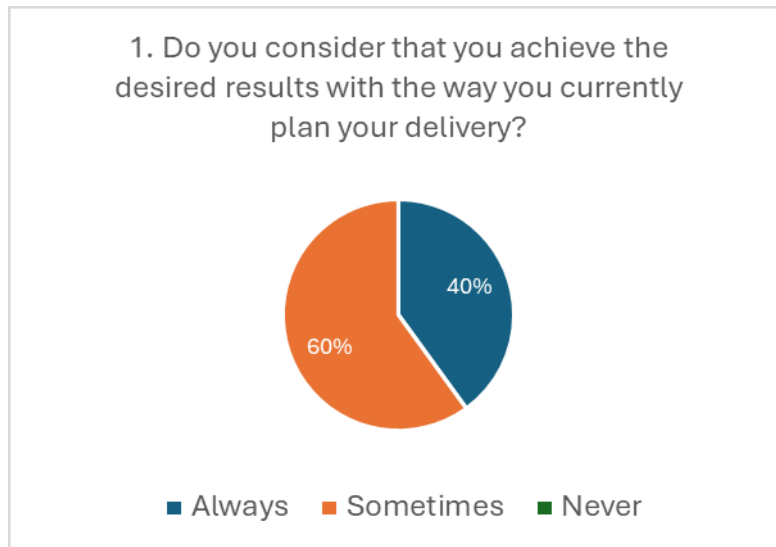 1. Do you consider that you achieve the
desired results with the way you currently
plan your delivery?
40%
60%
Always Sometimes Never